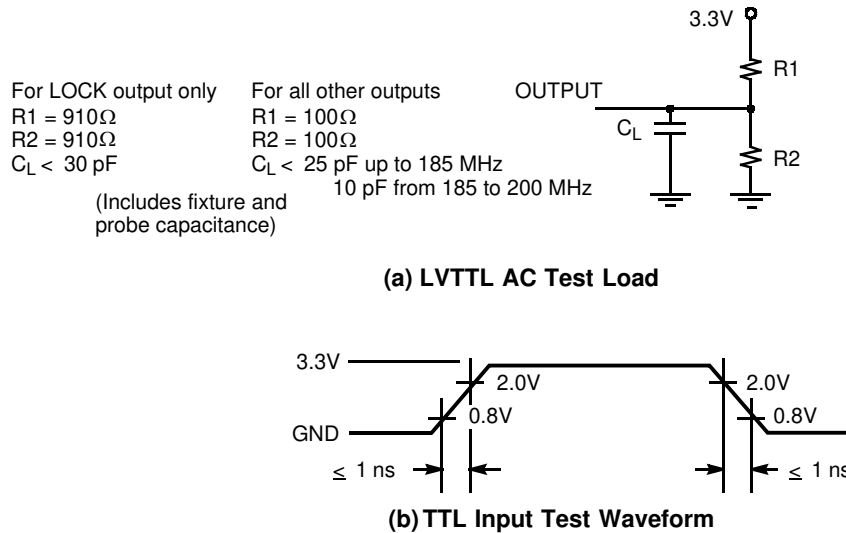 3.3V
R1
For LOCK output only
R1 = 910Ω
R2 = 910Ω
C_L < 30 pF
(Includes fixture and
probe capacitance)
For all other outputs
R1 = 100Ω
R2 = 100Ω
C_L < 25 pF up to 185 MHz
10 pF from 185 to 200 MHz
OUTPUT
C_L
R2
(a) LVTTL AC Test Load
3.3V
2.0V
2.0V
0.8V
0.8V
GND
≤ 1 ns
≤ 1 ns
(b) TTL Input Test Waveform